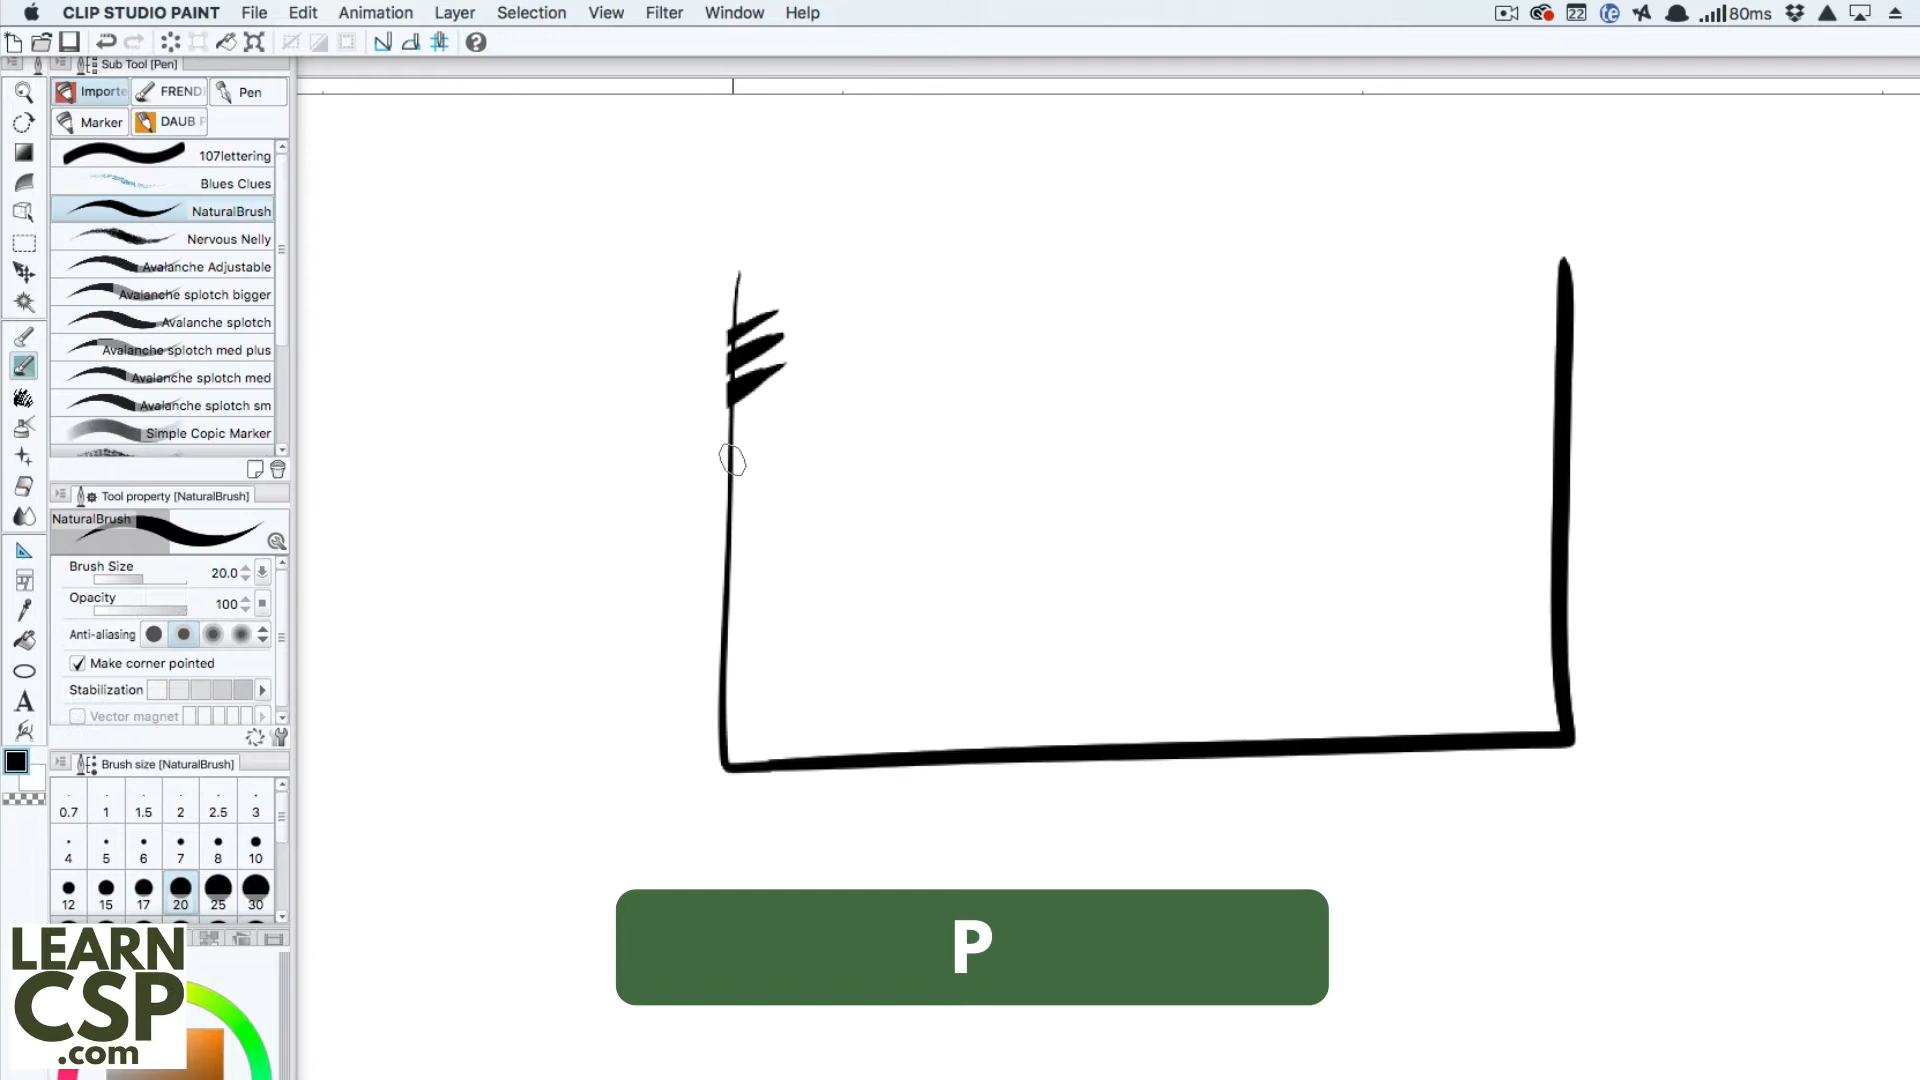 CLIP STUDIO PAINT File Edit Animation Layer Selection View Filter Window Help 22 80ms
Sub Tool [Pen]
Importe FREND Pen
Marker DAUB P
107lettering
Blues Clues
NaturalBrush
Nervous Nelly
Avalanche Adjustable
Avalanche splotch bigger
Avalanche splotch
Avalanche splotch med plus
Avalanche splotch med
Avalanche splotch sm
Simple Copic Marker
Tool property [NaturalBrush]
NaturalBrush
Brush Size 20.0
Opacity 100
Anti-aliasing
Make corner pointed
Stabilization
Vector magnet
Brush size [NaturalBrush]
0.7 1 1.5 2 2.5 3
4 5 6 7 8 10
12 15 17 20 25 30
LEARN
CSP
.com
P